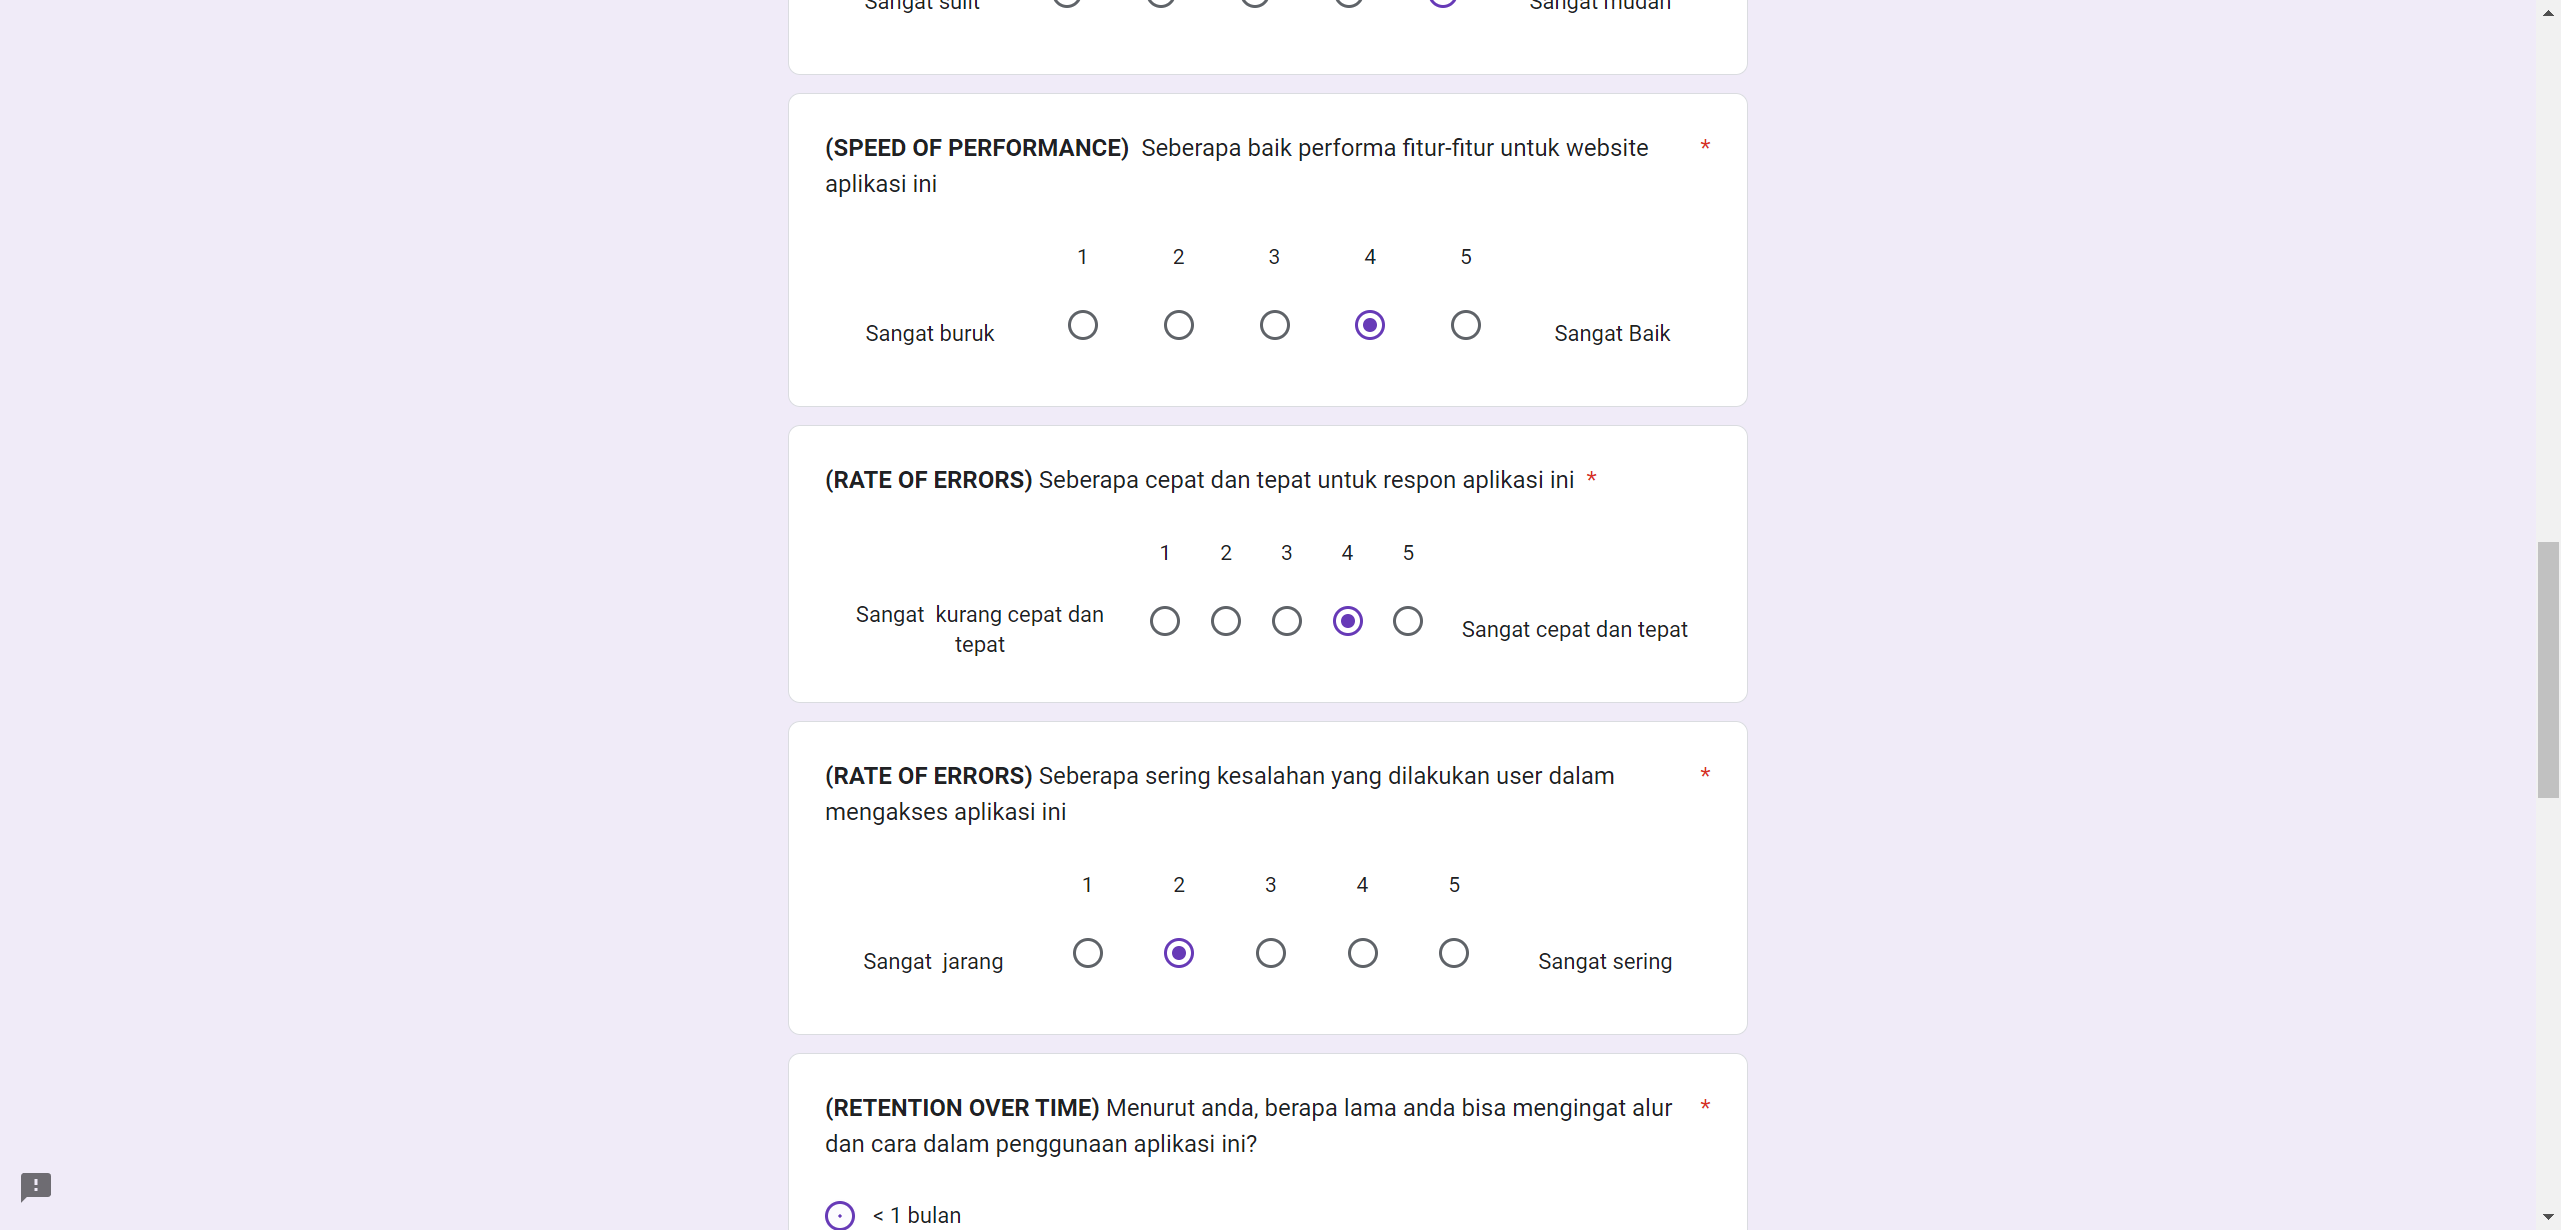 Sangat sulit Sangat mudah
(SPEED OF PERFORMANCE) Seberapa baik performa fitur-fitur untuk website *
aplikasi ini
1 2 3 4 5
Sangat buruk Sangat Baik
(RATE OF ERRORS) Seberapa cepat dan tepat untuk respon aplikasi ini *
1 2 3 4 5
Sangat kurang cepat dan
tepat
Sangat cepat dan tepat
(RATE OF ERRORS) Seberapa sering kesalahan yang dilakukan user dalam *
mengakses aplikasi ini
1 2 3 4 5
Sangat jarang Sangat sering
(RETENTION OVER TIME) Menurut anda, berapa lama anda bisa mengingat alur *
dan cara dalam penggunaan aplikasi ini?
< 1 bulan